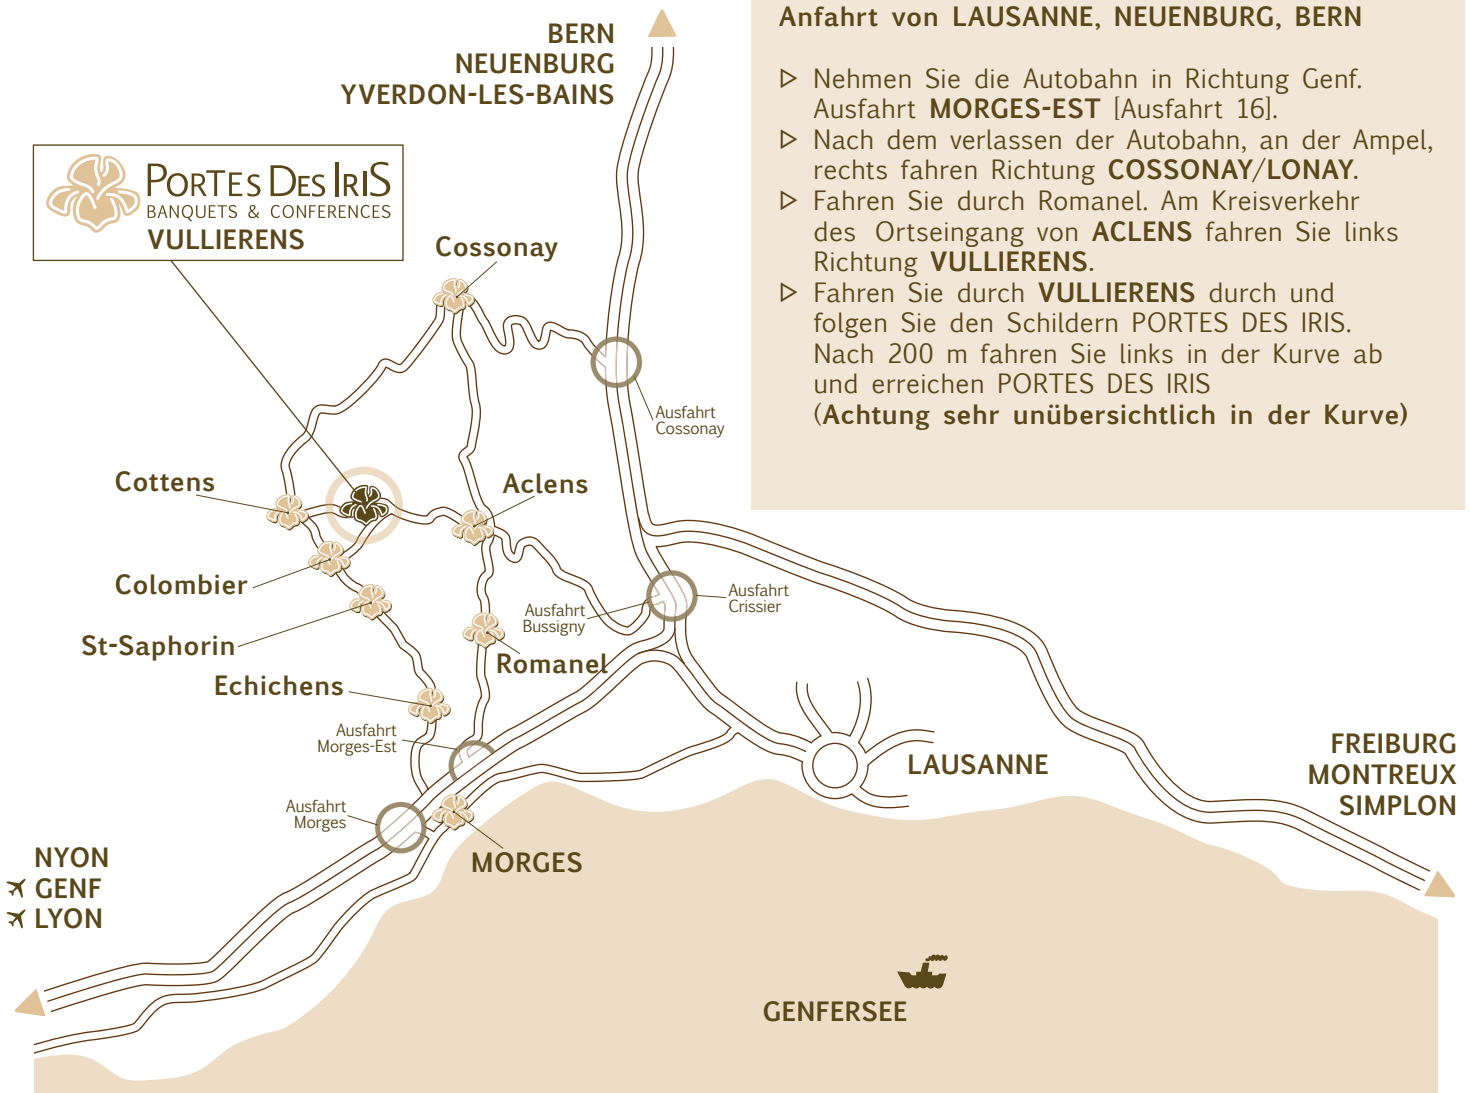 BERN
NEUENBURG
YVERDON-LES-BAINS
Anfahrt von LAUSANNE, NEUENBURG, BERN
▷ Nehmen Sie die Autobahn in Richtung Genf.
Ausfahrt MORGES-EST [Ausfahrt 16].
▷ Nach dem verlassen der Autobahn, an der Ampel,
rechts fahren Richtung COSSONAY/LONAY.
▷ Fahren Sie durch Romanel. Am Kreisverkehr
des Ortseingang von ACLENS fahren Sie links
Richtung VULLIERENS.
▷ Fahren Sie durch VULLIERENS durch und
folgen Sie den Schildern PORTES DES IRIS.
Nach 200 m fahren Sie links in der Kurve ab
und erreichen PORTES DES IRIS
(Achtung sehr unübersichtlich in der Kurve)
PORTES DES IRIS
BANQUETS & CONFERENCES
VULLIERENS
Cossonay
Ausfahrt
Cossonay
Cottens
Aclens
Colombier
Ausfahrt
Bussigny
Ausfahrt
Crissier
St-Saphorin
Romanel
Echichens
Ausfahrt
Morges-Est
LAUSANNE
FREIBURG
MONTREUX
SIMPLON
Ausfahrt
Morges
MORGES
NYON
GENF
LYON
GENFERSEE